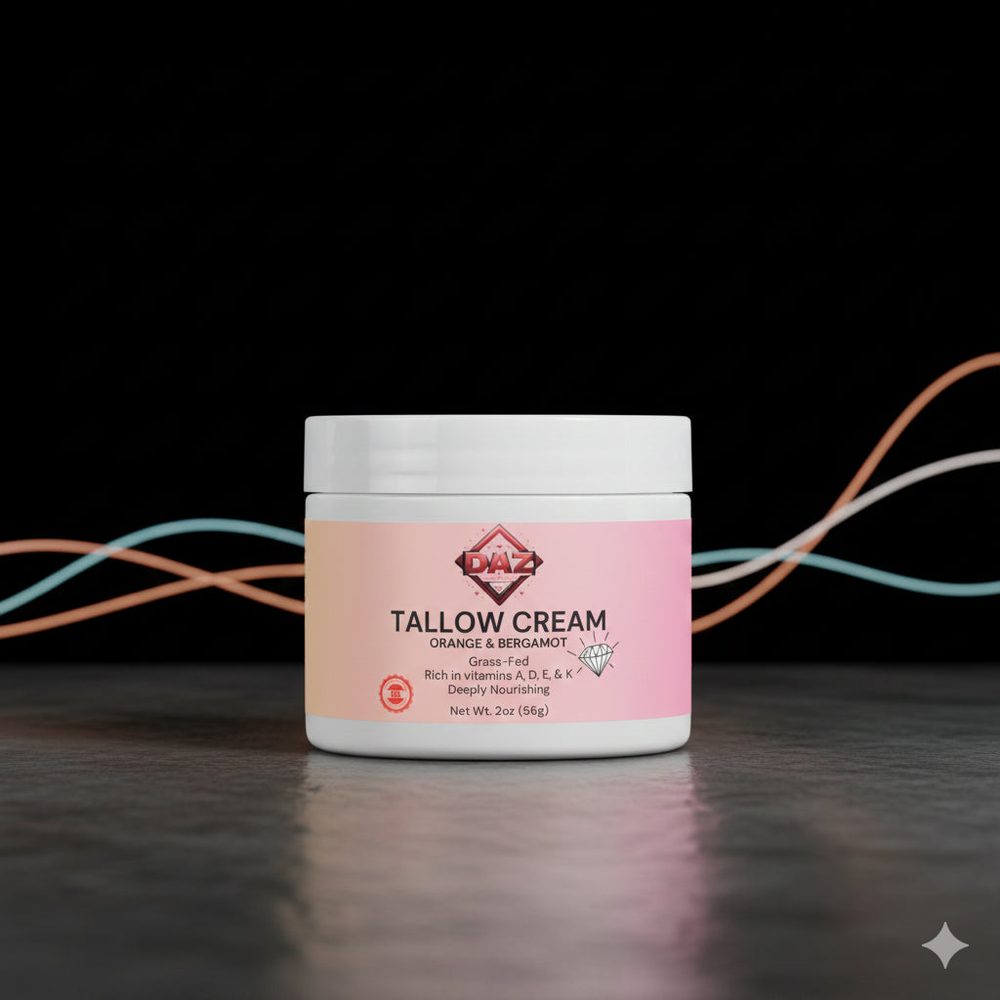 DAZ
TALLOW CREAM
ORANGE & BERGAMOT
Grass-Fed
Rich in vitamins A, D, E, & K
Deeply Nourishing
Net Wt. 2oz (56g)